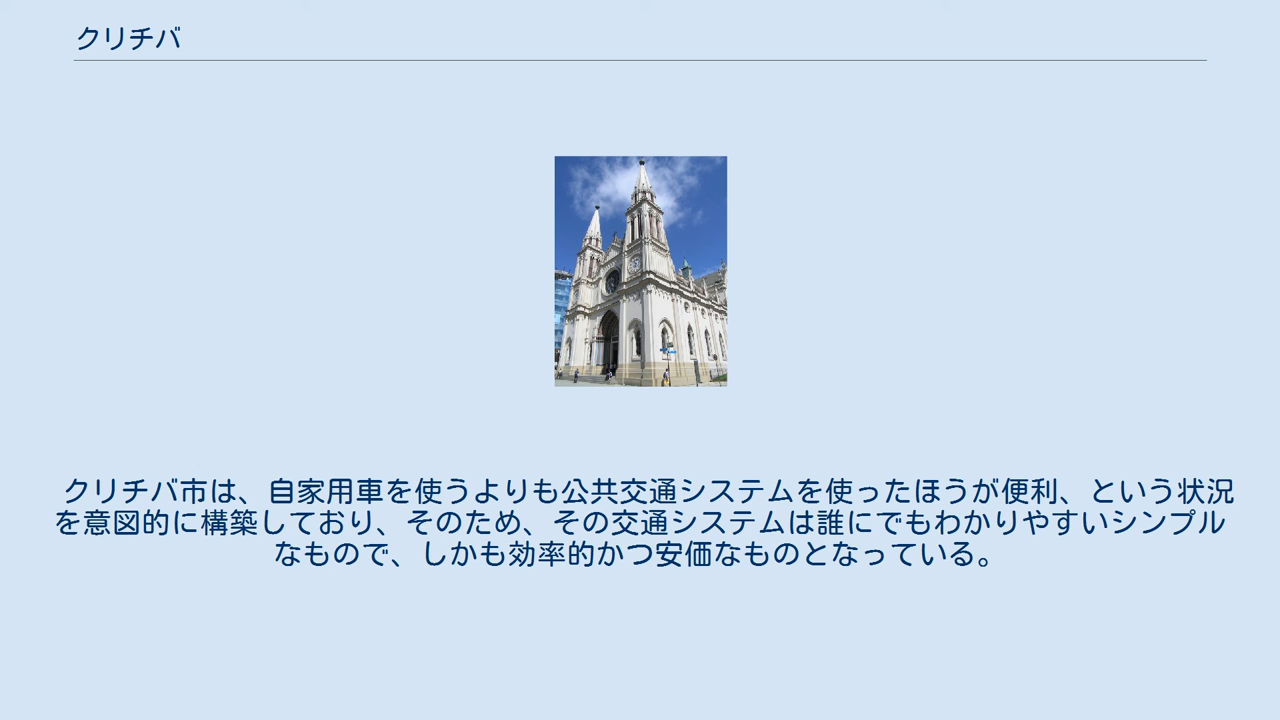 クリチバ
クリチバ市は、自家用車を使うよりも公共交通システムを使ったほうが便利、という状況
を意図的に構築しており、そのため、その交通システムは誰にでもわかりやすいシンプル
なもので、しかも効率的かつ安価なものとなっている。